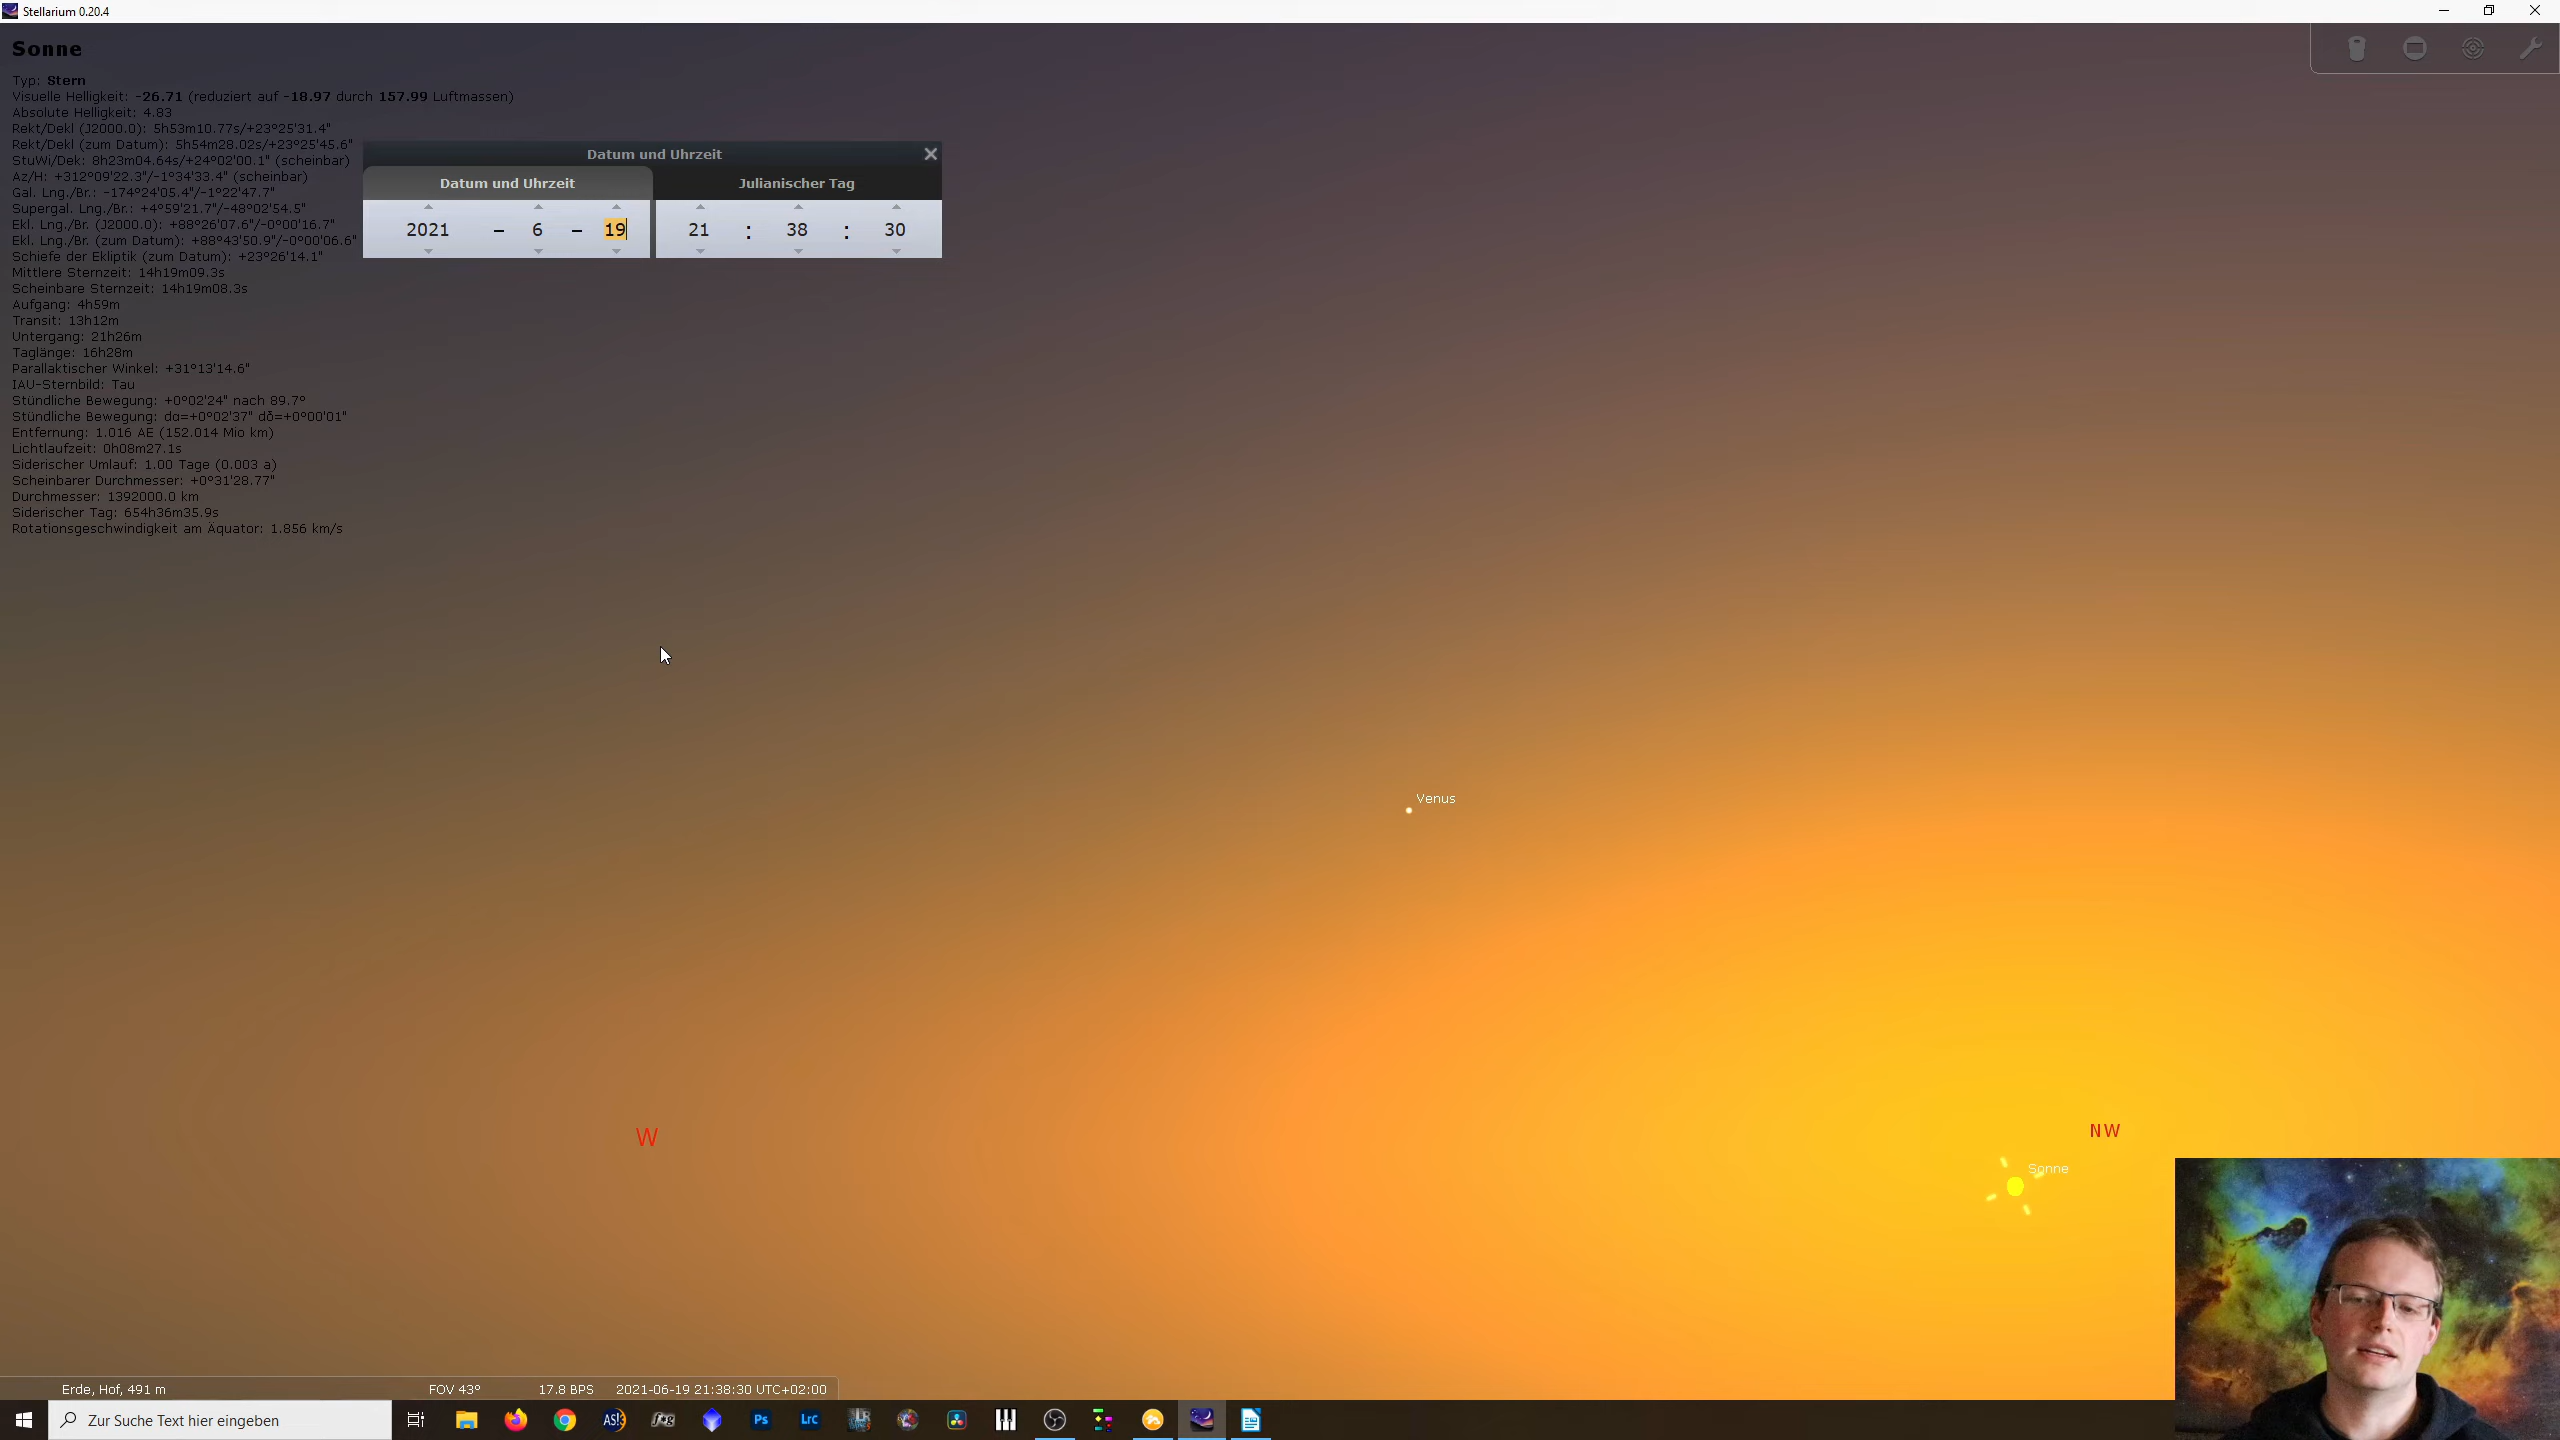 Stellarium 0.20.4
Sonne
Typ: Stern
Visuelle Helligkeit: -26.71 (reduziert auf -18.97 durch 157.99 Luftmassen)
Absolute Helligkeit: 4.83
Rekt/Dekl (J2000.0): 5h53m10.77s/+23°25'31.4"
Rekt/Dekl (zum Datum): 5h54m28.02s/+23°25'45.6"
StuWi/Dek: 8h23m04.64s/+24°02'00.1" (scheinbar)
Az/H: +312°09'22.3"/-1°34'33.4" (scheinbar)
Gal. Lng./Br.: -174°24'05.4"/-1°22'47.7"
Supergal. Lng./Br.: +4°59'21.7"/-48°02'54.5"
Ekl. Lng./Br. (J2000.0): +88°26'07.6"/-0°00'16.7"
Ekl. Lng./Br. (zum Datum): +88°43'50.9"/-0°00'06.6"
Schiefe der Ekliptik (zum Datum): +23°26'14.1"
Mittlere Sternzeit: 14h19m09.3s
Scheinbare Sternzeit: 14h19m08.3s
Aufgang: 4h59m
Transit: 13h12m
Untergang: 21h26m
Taglänge: 16h28m
Parallaktischer Winkel: +31°13'14.6"
IAU-Sternbild: Tau
Stündliche Bewegung: +0°02'24" nach 89.7°
Stündliche Bewegung: dα=+0°02'37" dδ=+0°00'01"
Entfernung: 1.016 AE (152.014 Mio km)
Lichtlaufzeit: 0h08m27.1s
Siderischer Umlauf: 1.00 Tage (0.003 a)
Scheinbarer Durchmesser: +0°31'28.77"
Durchmesser: 1392000.0 km
Siderischer Tag: 654h36m35.9s
Rotationsgeschwindigkeit am Äquator: 1.856 km/s
Datum und Uhrzeit
Datum und Uhrzeit Julianischer Tag
2021 - 6 - 19 21 : 38 : 30
Venus
W
NW
Sonne
Erde, Hof, 491 m FOV 43° 17.8 BPS 2021-06-19 21:38:30 UTC+02:00
Zur Suche Text hier eingeben
AS!3
Ps
Lrc